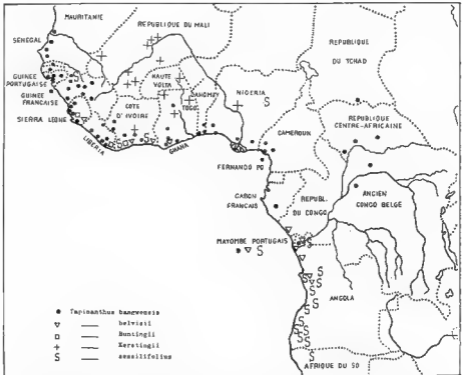 MAURITANIE
REPUBLIQUE DU MALI
SENEGAL
REPUBLIQUE
DU TCHAD
GUINEE
PORTUGAISE
GUINEE
FRANCAISE
HAUTE
VOLTA
DAHOMEY
NIGERIA
S
TOGO
COTE
D'IVOIRE
SIERRA LEONE
LIBERIA
GHANA
CAMEROUN
REPUBLIQUE
CENTRE-AFRICAINE
FERNANDO PO
GABON
FRANCAIS
REPUBL.
DU CONGO
ANCIEN
CONGO BELGE
MAYOMBE PORTUGAIS
ANGOLA
AFRIQUE DU SO
Tapinanthus bangwensis
belvisii
Buntingii
Kerstingii
S sessilifolius